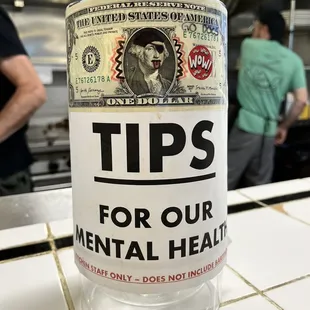 FEDERAL RESERVE NOTE
THE UNITED STATES OF AMERICA
WOW!
ONE DOLLAR
TIPS
FOR OUR
MENTAL HEALTH
STAFF ONLY – DOES NOT INCLUDE